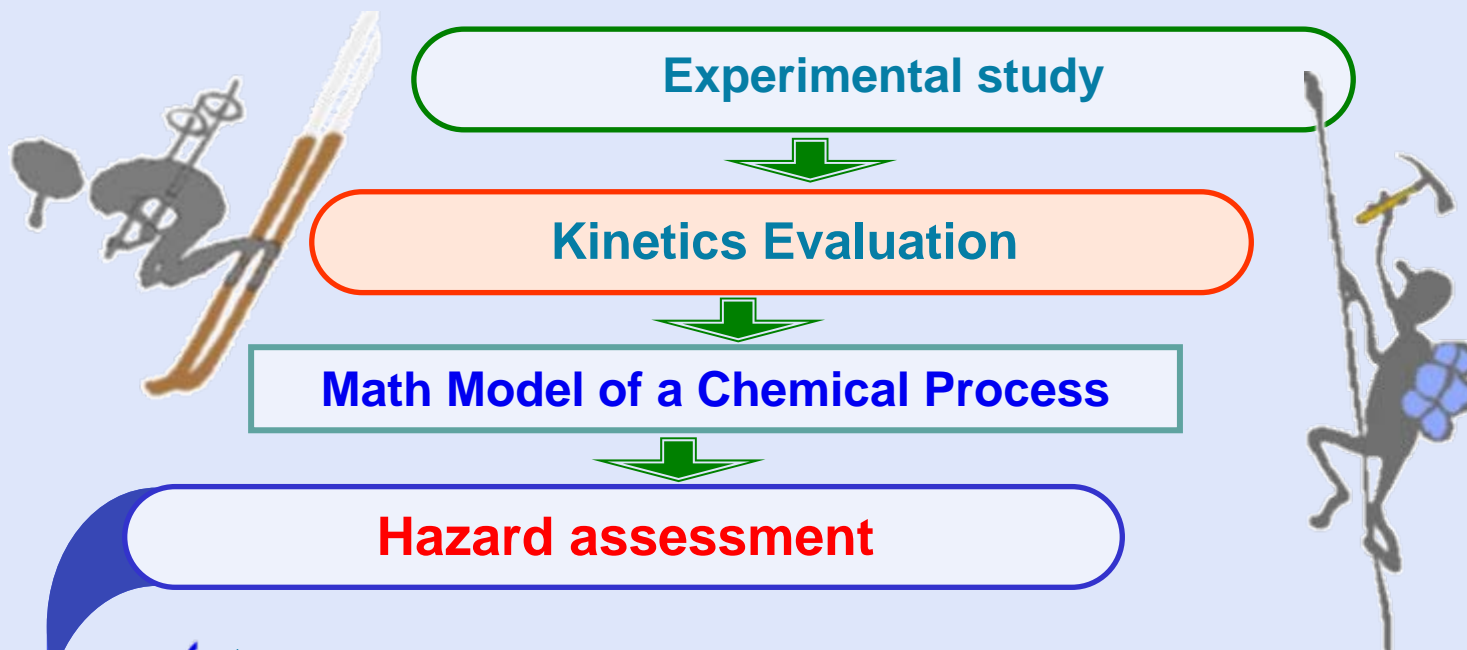 Experimental study
Kinetics Evaluation
Math Model of a Chemical Process
Hazard assessment